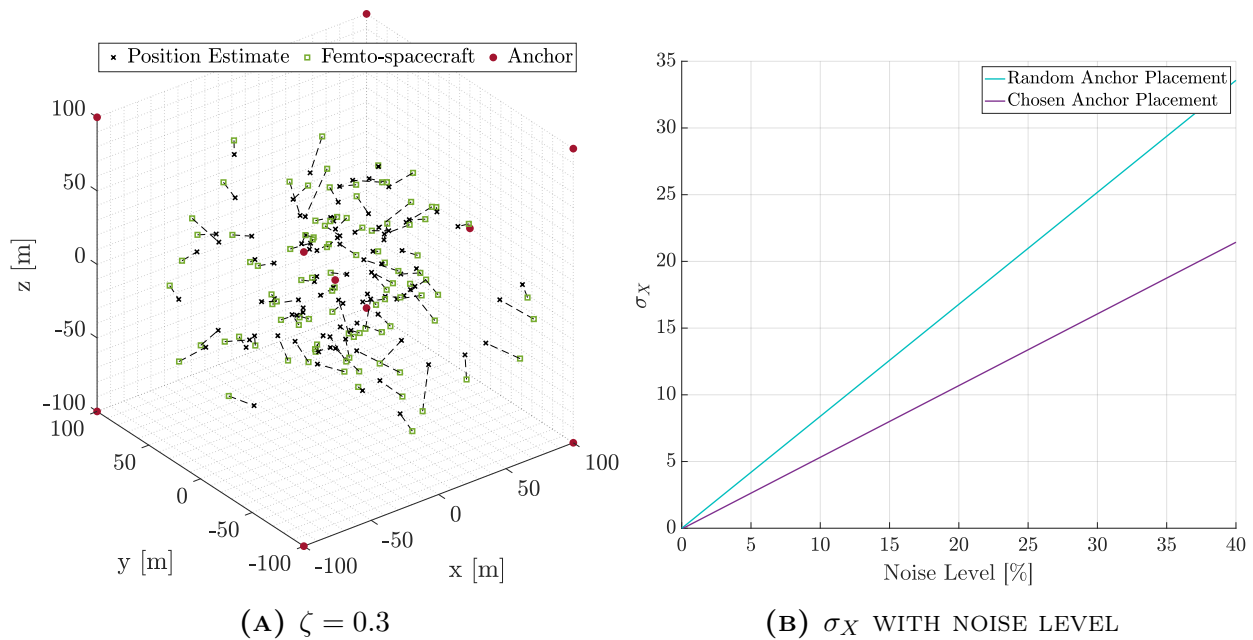 Position Estimate Femto-spacecraft Anchor
100
50
0
-50
-100
z [m]
100
50
0
-50
-100
y [m]
-100
-50
0
50
100
x [m]
(A) ζ = 0.3
35
30
25
20
15
10
5
0
σX
Random Anchor Placement
Chosen Anchor Placement
0 5 10 15 20 25 30 35 40
Noise Level [%]
(B) σX WITH NOISE LEVEL